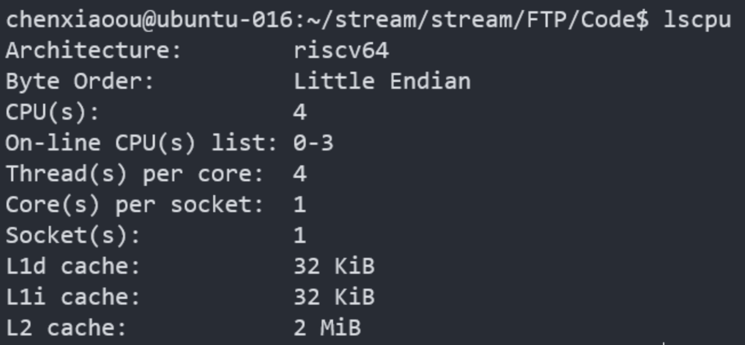 chenxiaoou@ubuntu-016:~/stream/stream/FTP/Code$ lscpu
Architecture: riscv64
Byte Order: Little Endian
CPU(s): 4
On-line CPU(s) list: 0-3
Thread(s) per core: 4
Core(s) per socket: 1
Socket(s): 1
L1d cache: 32 KiB
L1i cache: 32 KiB
L2 cache: 2 MiB